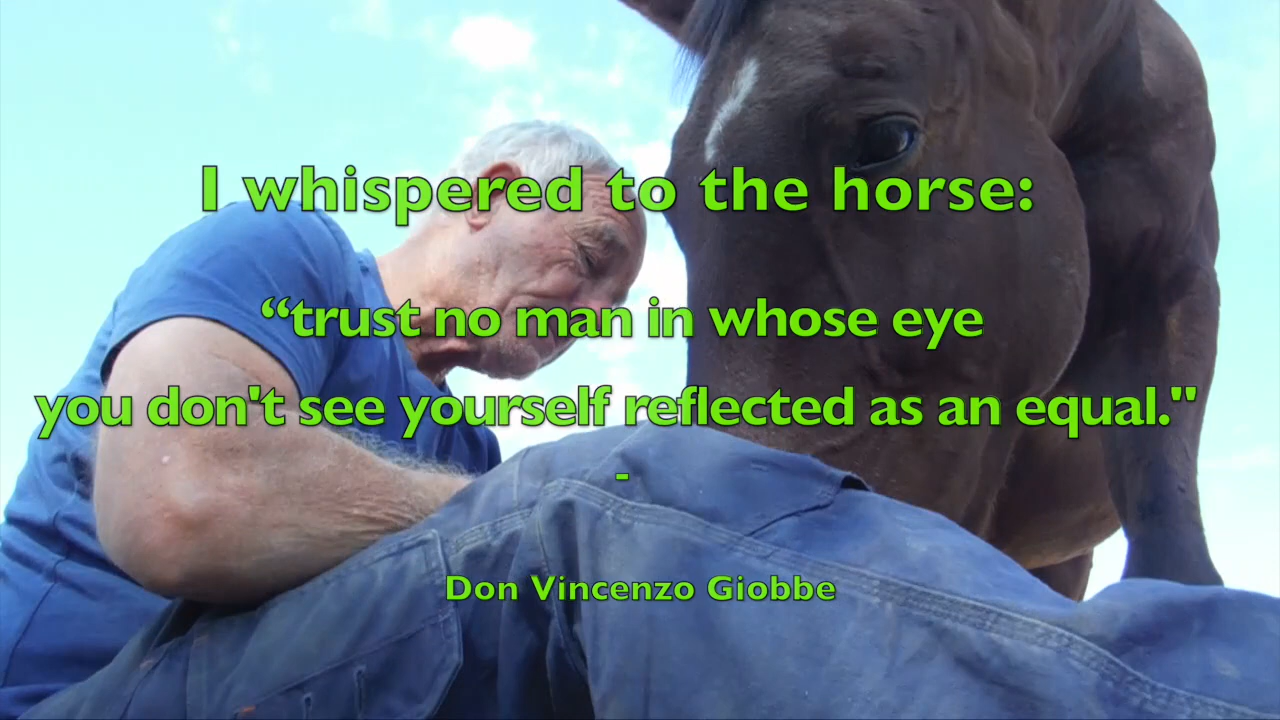 I whispered to the horse:
“trust no man in whose eye
you don't see yourself reflected as an equal."
-
Don Vincenzo Giobbe